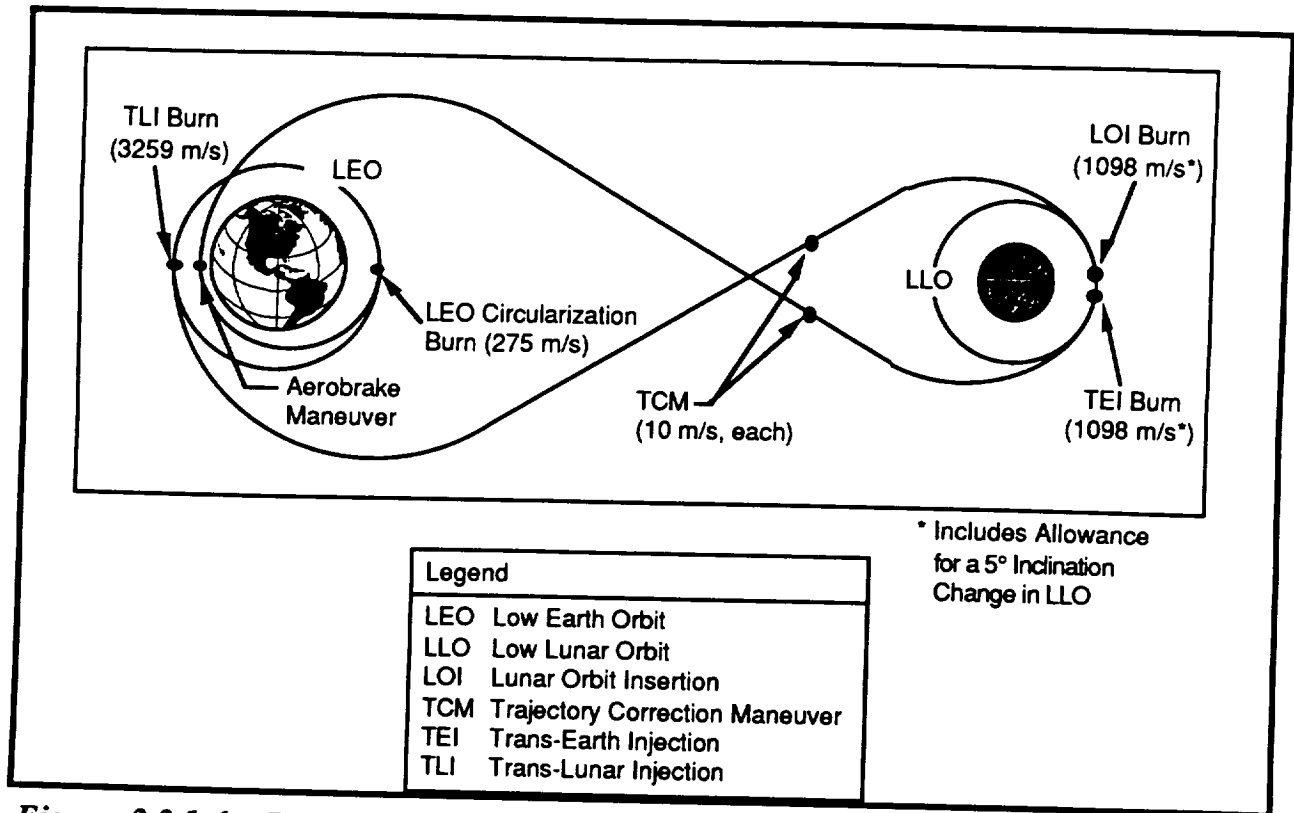 TLI Burn
(3259 m/s)
LEO
LOI Burn
(1098 m/s*)
LLO
LEO Circularization
Burn (275 m/s)
Aerobrake
Maneuver
TCM
(10 m/s, each)
TEI Burn
(1098 m/s*)
* Includes Allowance
for a 5° Inclination
Change in LLO
Legend
LEO Low Earth Orbit
LLO Low Lunar Orbit
LOI Lunar Orbit Insertion
TCM Trajectory Correction Maneuver
TEI Trans-Earth Injection
TLI Trans-Lunar Injection